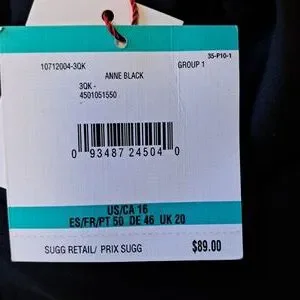 35-P10-1
10712004-3QK GROUP 1
ANNE BLACK
3QK -
4501051550
0 93487 24504 0
US/CA 16
ES/FR/PT 50 DE 46 UK 20
SUGG RETAIL/ PRIX SUGG $89.00